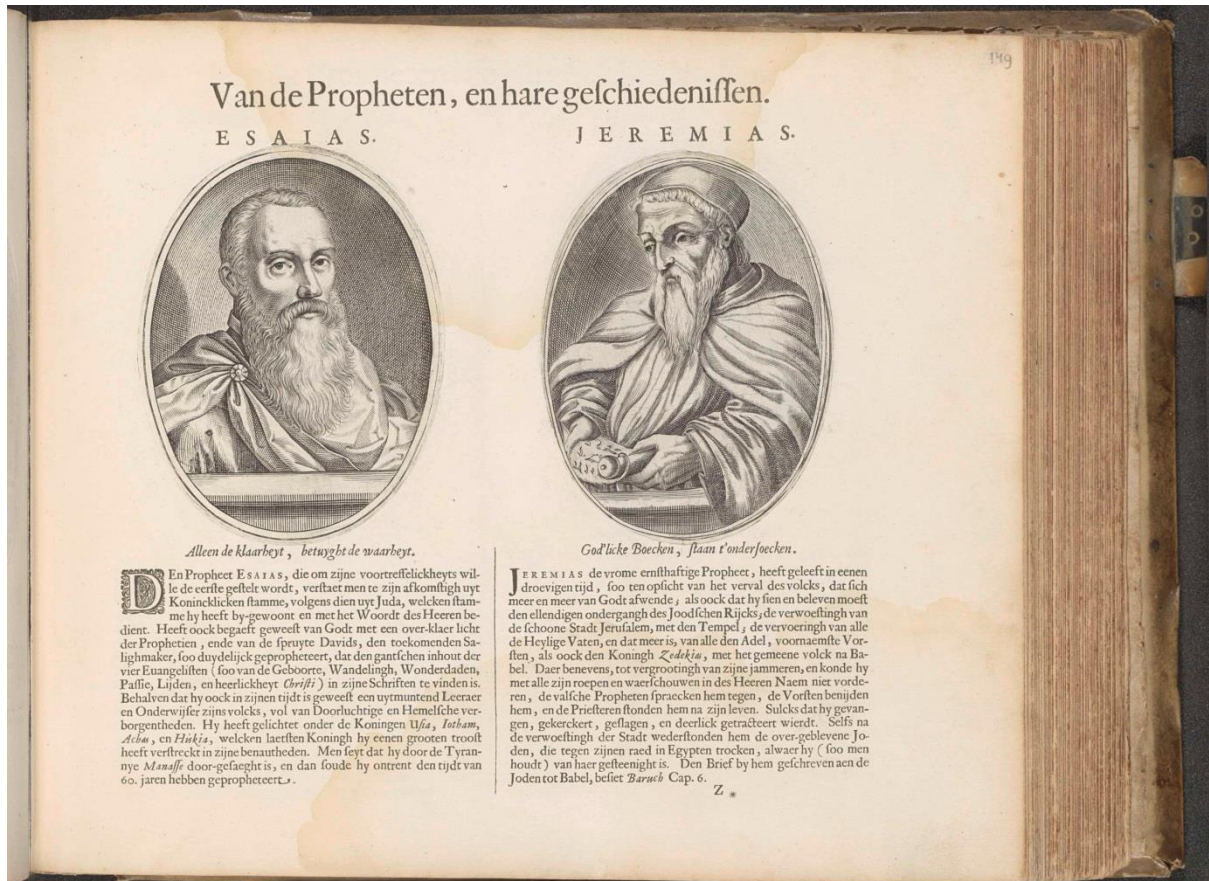 149
Van de Propheten, en hare geſchiedeniſſen.
ESAIAS.
Alleen de klaarheyt, betuyght de waarheyt.
DEn Propheet ESAIAS, die om zijne voortreffelickheyts wil-
le de eerſte geſtelt wordt, verſtaet men te zijn afkomſtigh uyt
Konincklicken ſtamme, volgens dien uyt Juda, welcken ſtam-
me hy heeft by-gewoont en met het Woordt des Heeren be-
dient. Heeft oock begaeft geweeſt van Godt met een over-klaer licht
der Prophetien, ende van de ſpruyte Davids, den toekomenden Sa-
lighmaker, ſoo duydelijck gepropheteert, dat den gantſchen inhout der
vier Euangeliſten (ſoo van de Geboorte, Wandelingh, Wonderdaden,
Paſſie, Lijden, en heerlickheyt Chriſti) in zijne Schriften te vinden is.
Behalven dat hy oock in zijnen tijdt is geweeſt een uytmuntend Leeraer
en Onderwijſer zijns volcks, vol van Doorluchtige en Hemelſche ver-
borgentheden. Hy heeft gelichtet onder de Koningen Uſia, Iotham,
Achas, en Hiskia, welcken laetſten Koningh hy eenen grooten trooſt
heeft verſtreckt in zijne benautheden. Men ſeyt dat hy door de Tyran-
nye Manaſſe door-geſaeght is, en dan ſoude hy ontrent den tijdt van
60. jaren hebben gepropheteert.
JEREMIAS.
God'licke Boecken, ſtaan t'onderſoecken.
JEREMIAS de vrome ernſthaftige Propheet, heeft geleeft in eenen
droevigen tijd, ſoo ten opſicht van het verval des volcks, dat ſich
meer en meer van Godt afwende; als oock dat hy ſien en beleven moeſt
den ellendigen ondergangh des Joodſchen Rijcks; de verwoeſtingh van
de ſchoone Stadt Jeruſalem, met den Tempel; de vervoeringh van alle
de Heylige Vaten, en dat meer is, van alle den Adel, voornaemſte Vor-
ſten, als oock den Koningh Zedekias, met het gemeene volck na Ba-
bel. Daer benevens, tot vergrootingh van zijne jammeren, en konde hy
met alle zijn roepen en waerſchouwen in des Heeren Naem niet vorde-
ren, de valſche Propheten ſpraecken hem tegen, de Vorſten benijden
hem, en de Prieſteren ſtonden hem na zijn leven. Sulcks dat hy gevan-
gen, gekerckert, geſlagen, en deerlick getracteert wierdt. Selfs na
de verwoeſtingh der Stadt wederſtonden hem de over-geblevene Jo-
den, die tegen zijnen raed in Egypten trocken, alwaer hy (ſoo men
houdt) van haer geſteenight is. Den Brief by hem geſchreven aen de
Joden tot Babel, beſiet Baruch Cap. 6.
Z